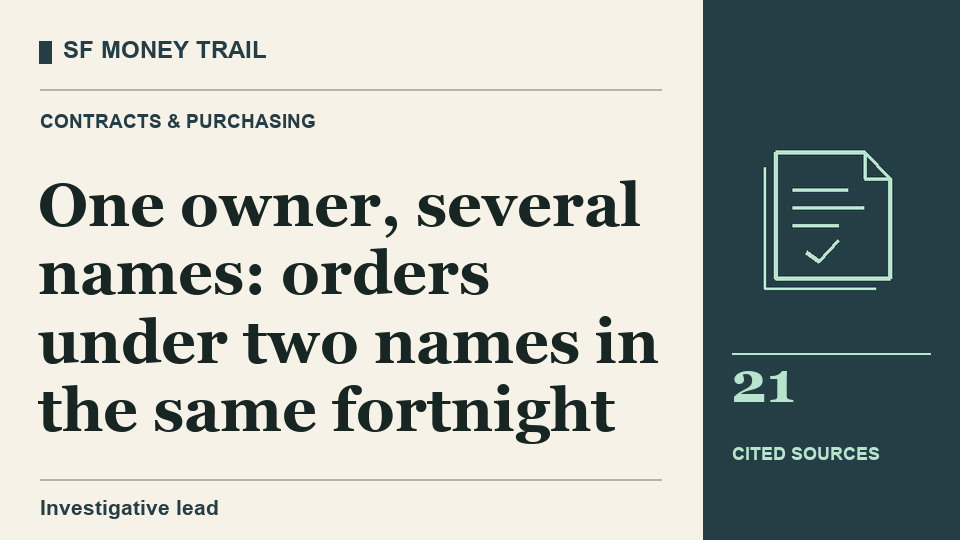 SF MONEY TRAIL
CONTRACTS & PURCHASING
One owner, several
names: orders
under two names in
the same fortnight
Investigative lead
21
CITED SOURCES